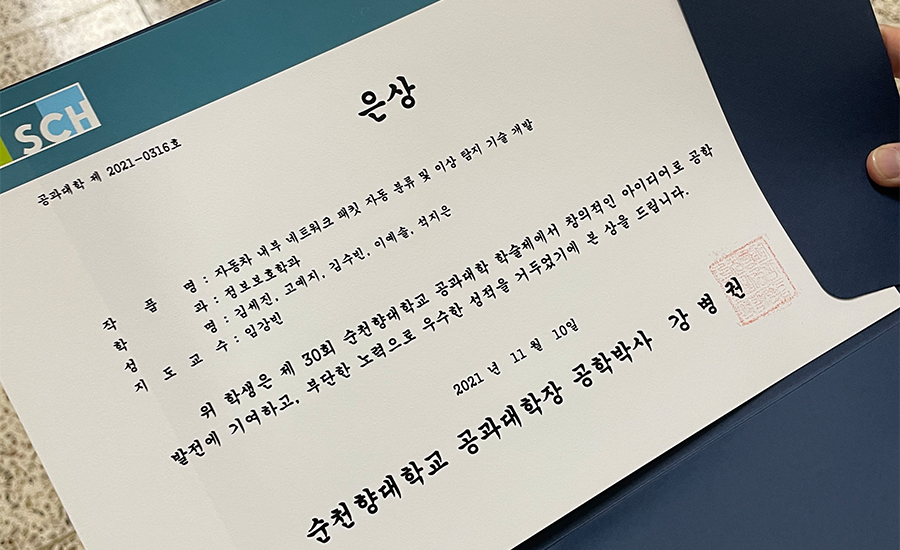 SCH
은상
공과대학 제 2021-0316호
작 품 명 : 자동차 내부 네트워크 패킷 자동 분류 및 이상 탐지 기술 개발
학 과 : 정보보호학과
성 명 : 김세진, 고예지, 김수빈, 이예슬, 석지은
지 도 교 수 : 임강빈
위 학생은 제 30회 순천향대학교 공과대학 학술제에서 창의적인 아이디어로 공학
발전에 기여하고, 부단한 노력으로 우수한 성적을 거두었기에 본 상을 드립니다.
2021 년 11 월 10일
순천향대학교 공과대학장 공학박사 강 병 권